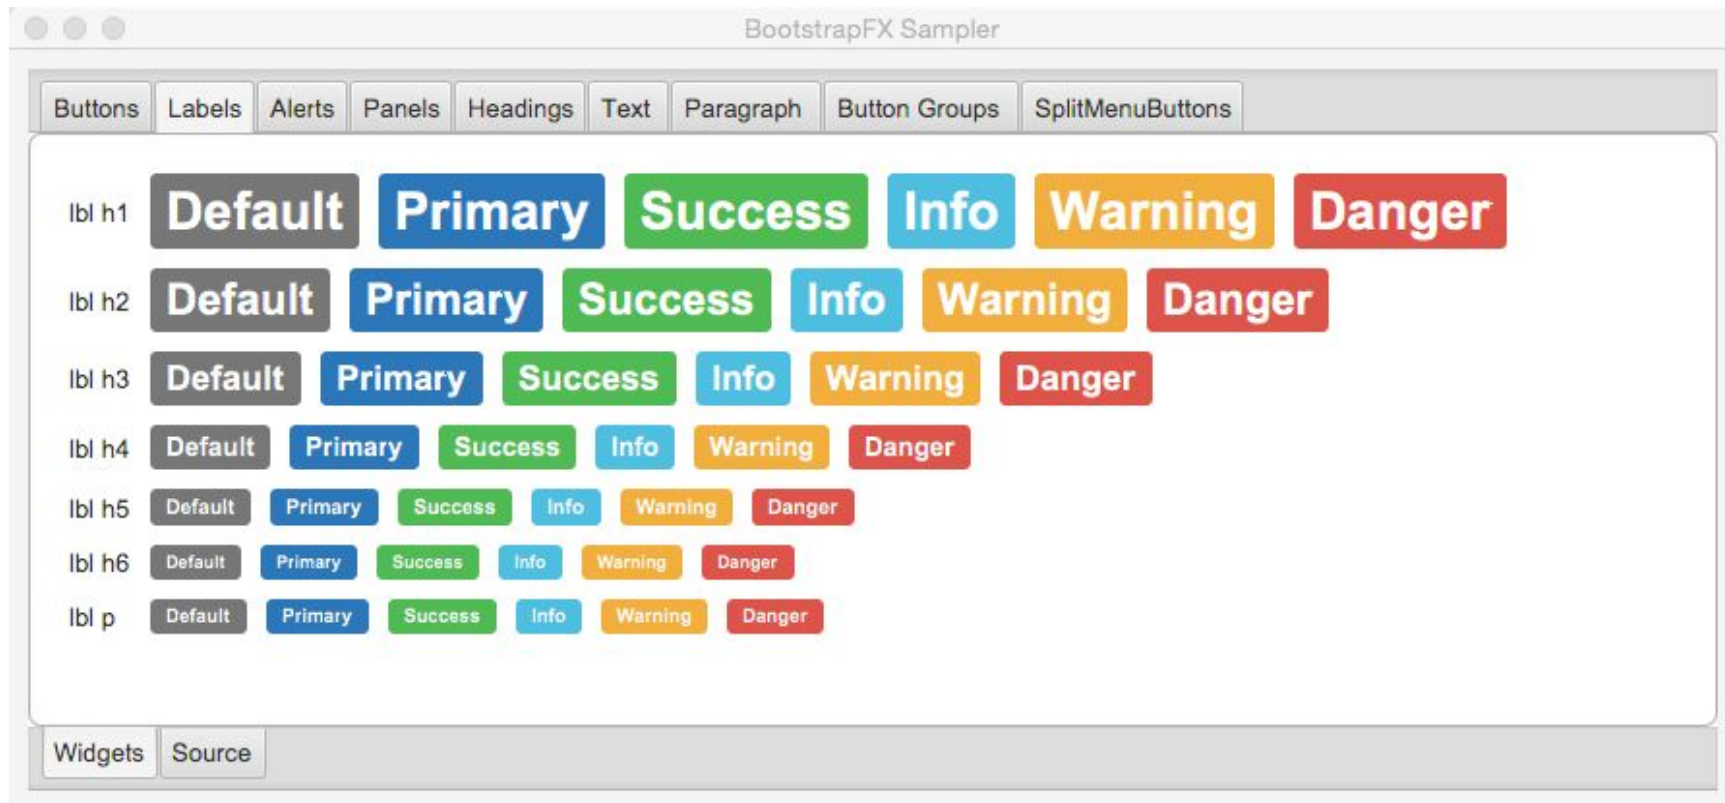 BootstrapFX Sampler
Buttons Labels Alerts Panels Headings Text Paragraph Button Groups SplitMenuButtons
lbl h1 Default Primary Success Info Warning Danger
lbl h2 Default Primary Success Info Warning Danger
lbl h3 Default Primary Success Info Warning Danger
lbl h4 Default Primary Success Info Warning Danger
lbl h5 Default Primary Success Info Warning Danger
lbl h6 Default Primary Success Info Warning Danger
lbl p Default Primary Success Info Warning Danger
Widgets Source